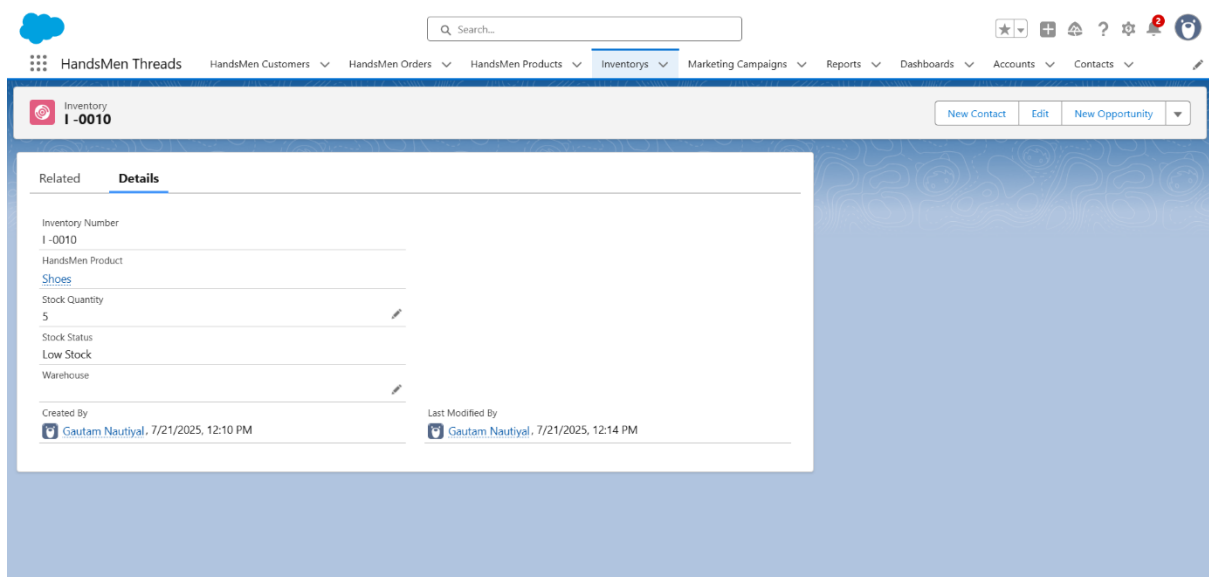 Search...
2
HandsMen Threads HandsMen Customers HandsMen Orders HandsMen Products Inventorys Marketing Campaigns Reports Dashboards Accounts Contacts
Inventory
I -0010
New Contact Edit New Opportunity
Related Details
Inventory Number
I -0010
HandsMen Product
Shoes
Stock Quantity
5
Stock Status
Low Stock
Warehouse
Created By Last Modified By
Gautam Nautiyal, 7/21/2025, 12:10 PM Gautam Nautiyal, 7/21/2025, 12:14 PM